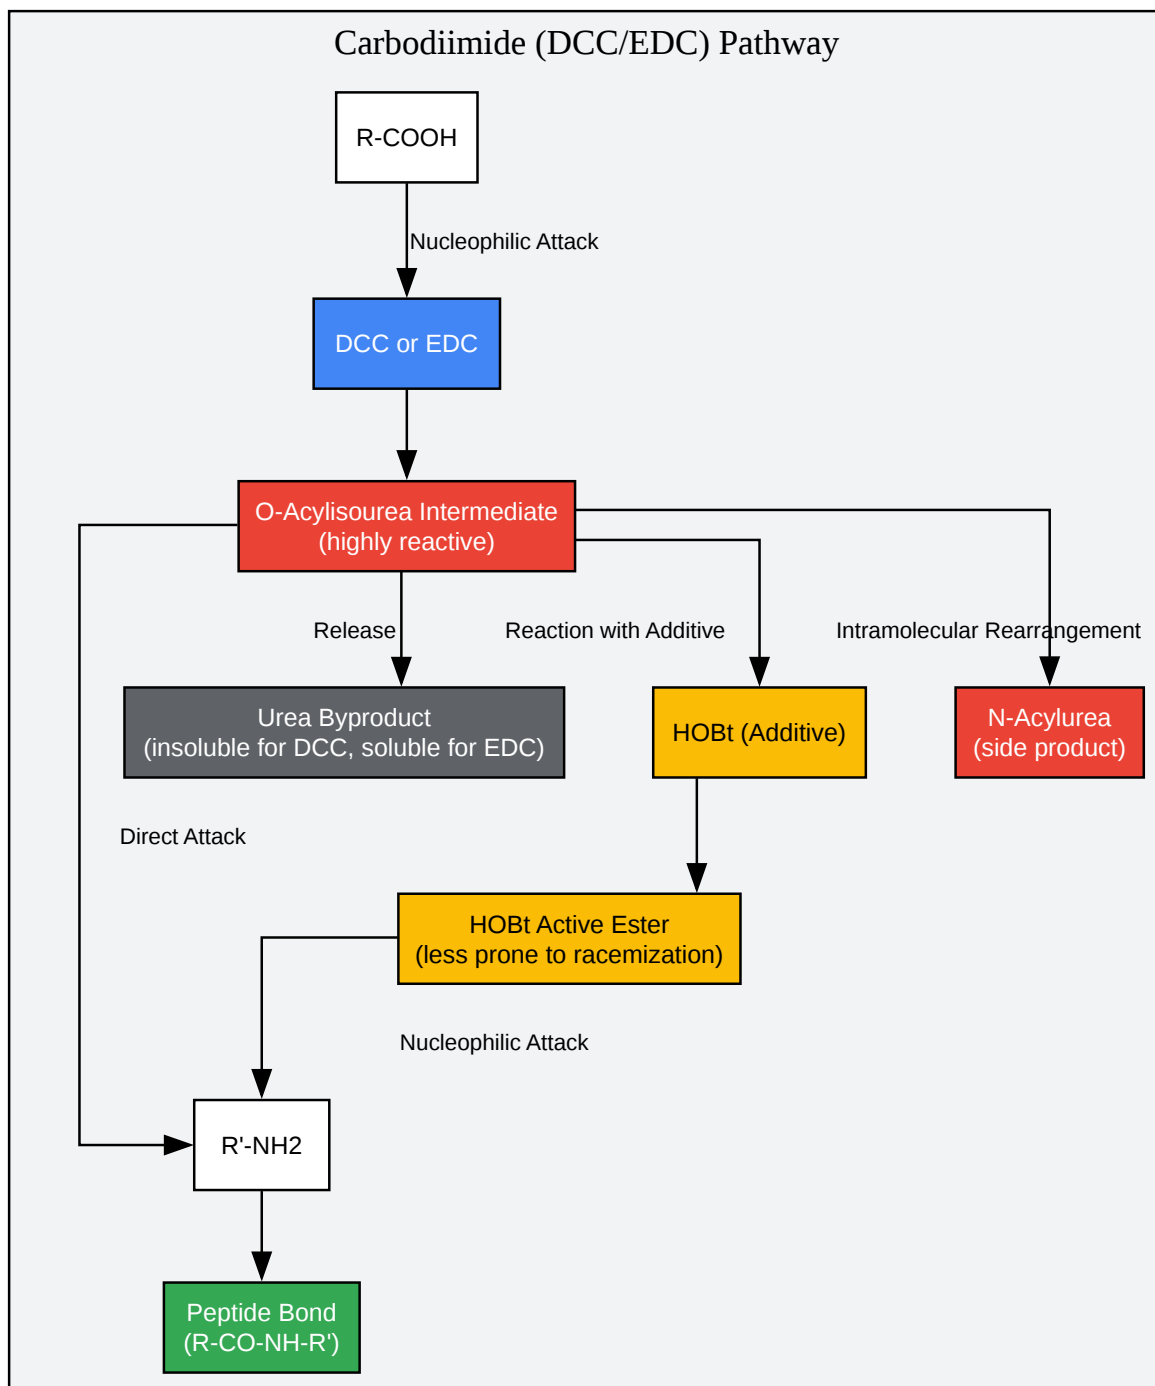 Carbodiimide (DCC/EDC) Pathway
R-COOH
Nucleophilic Attack
DCC or EDC
O-Acylisourea Intermediate
(highly reactive)
Release
Reaction with Additive
Intramolecular Rearrangement
Urea Byproduct
(insoluble for DCC, soluble for EDC)
HOBt (Additive)
N-Acylurea
(side product)
Direct Attack
HOBt Active Ester
(less prone to racemization)
Nucleophilic Attack
R'-NH2
Peptide Bond
(R-CO-NH-R')